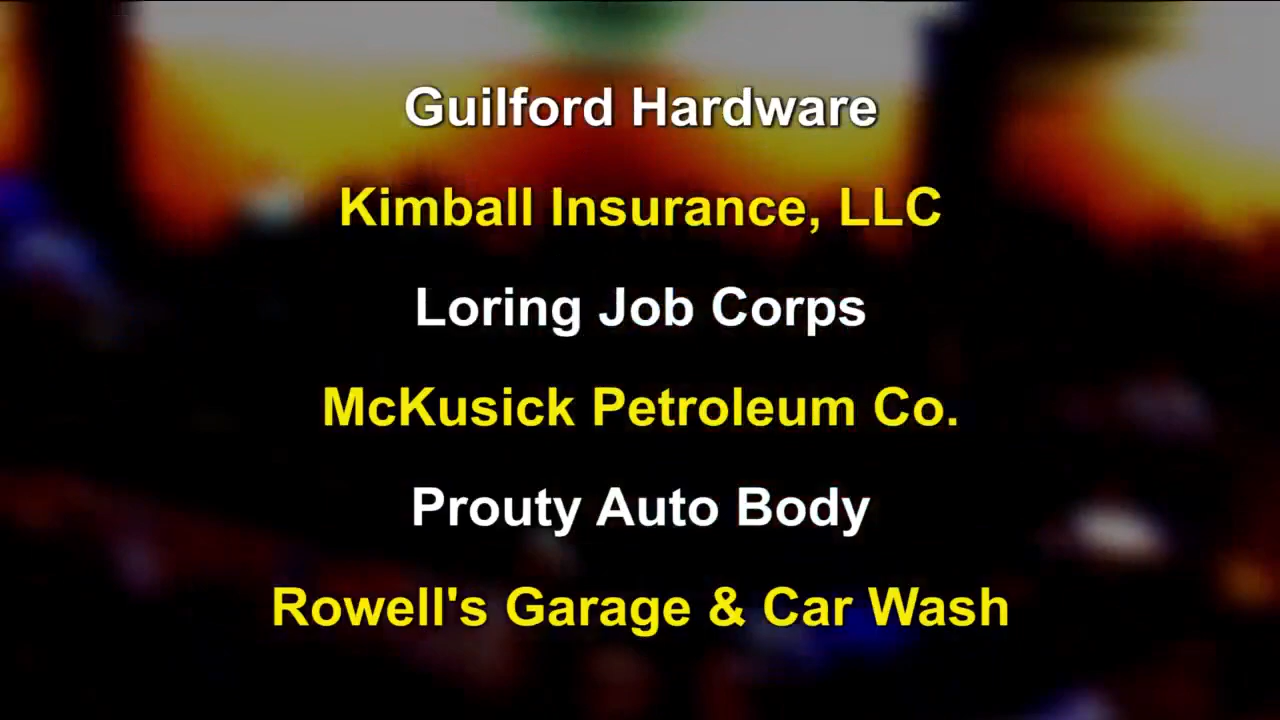 Guilford Hardware
Kimball Insurance, LLC
Loring Job Corps
McKusick Petroleum Co.
Prouty Auto Body
Rowell's Garage & Car Wash